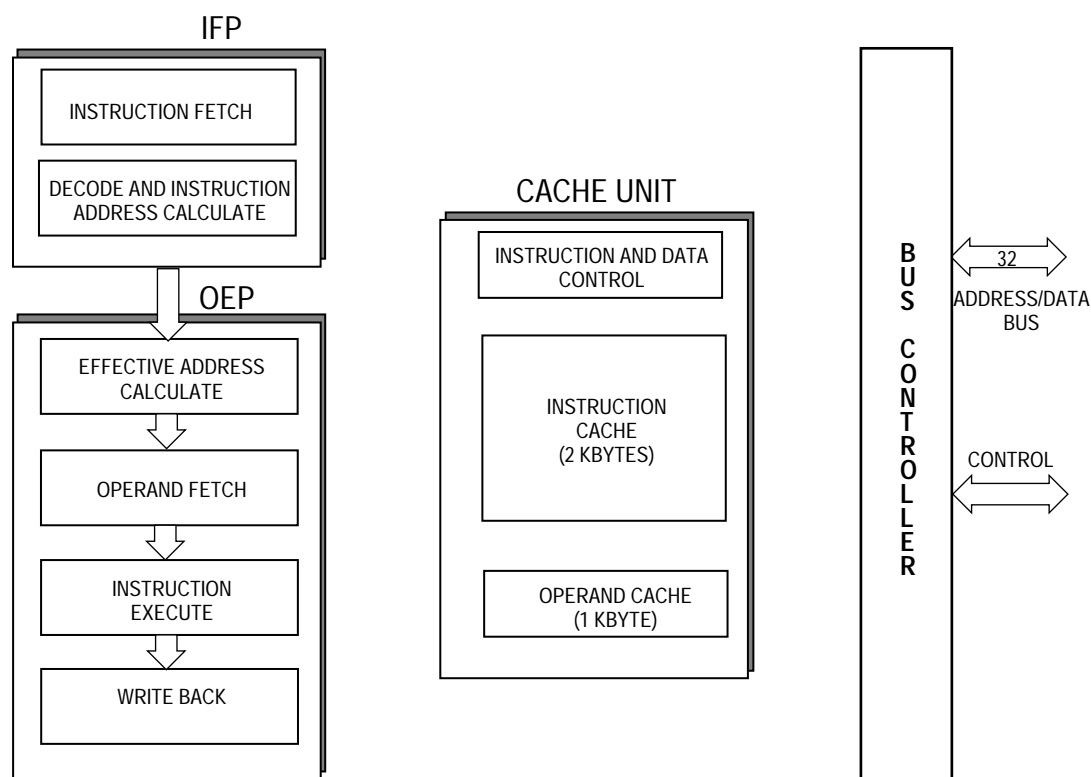 IFP
INSTRUCTION FETCH
DECODE AND INSTRUCTION
ADDRESS CALCULATE
OEP
EFFECTIVE ADDRESS
CALCULATE
OPERAND FETCH
INSTRUCTION
EXECUTE
WRITE BACK
CACHE UNIT
INSTRUCTION AND DATA
CONTROL
INSTRUCTION
CACHE
(2 KBYTES)
OPERAND CACHE
(1 KBYTE)
BUS CONTROLLER
32
ADDRESS/DATA
BUS
CONTROL